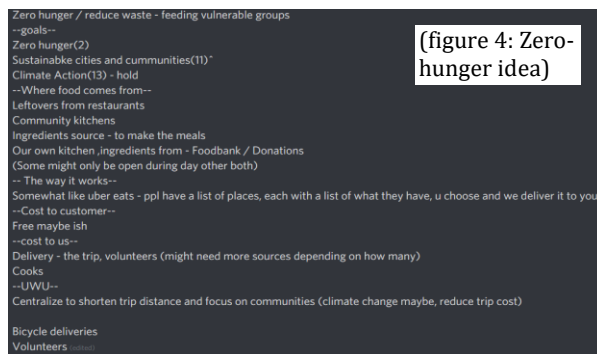 Zero hunger / reduce waste - feeding vulnerable groups
--goals--
Zero hunger(2)
Sustainabke cities and cummunities(11)^
Climate Action(13) - hold
--Where food comes from--
Leftovers from restaurants
Community kitchens
Ingredients source - to make the meals
Our own kitchen ,ingredients from - Foodbank / Donations
(Some might only be open during day other both)
-- The way it works--
Somewhat like uber eats - ppl have a list of places, each with a list of what they have, u choose and we deliver it to you
--Cost to customer--
Free maybe ish
--cost to us--
Delivery - the trip, volunteers (might need more sources depending on how many)
Cooks
--UWU--
Centralize to shorten trip distance and focus on communities (climate change maybe, reduce trip cost)
Bicycle deliveries
Volunteers (edited)
(figure 4: Zero-
hunger idea)